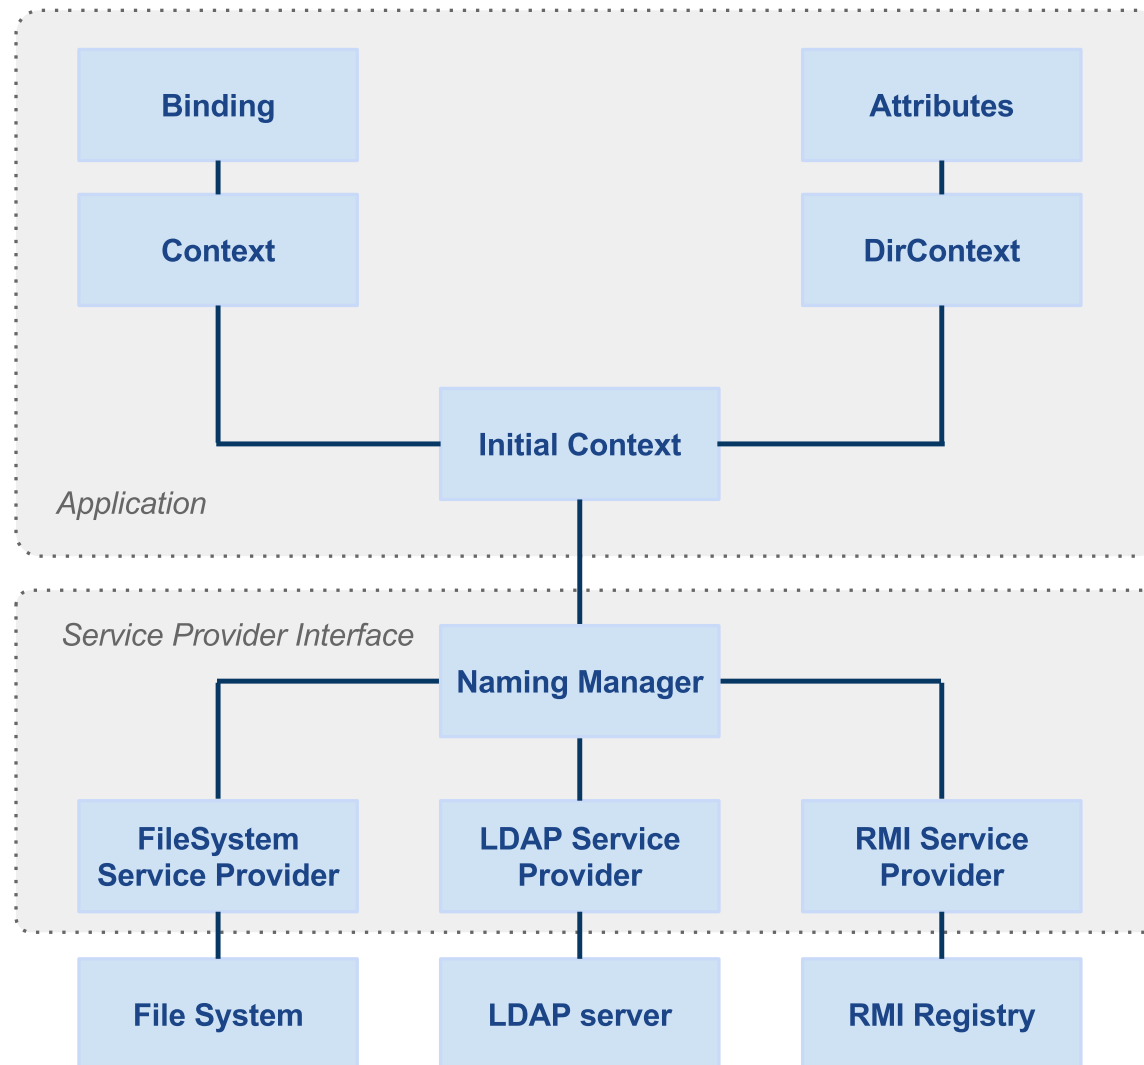 Binding
Attributes
Context
DirContext
Initial Context
Application
Service Provider Interface
Naming Manager
FileSystem
Service Provider
LDAP Service
Provider
RMI Service
Provider
File System
LDAP server
RMI Registry